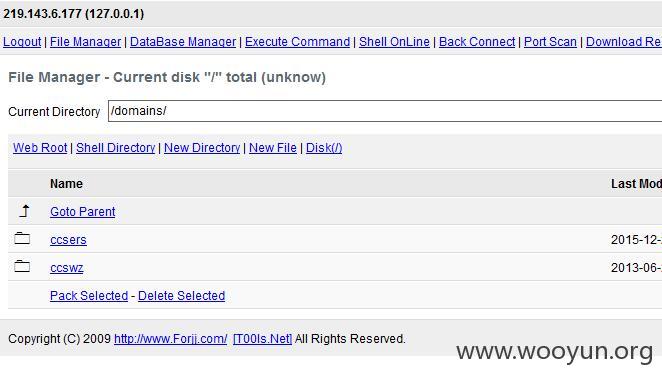 219.143.6.177 (127.0.0.1)
Logout | File Manager | DataBase Manager | Execute Command | Shell OnLine | Back Connect | Port Scan | Download Re
File Manager - Current disk "/" total (unknow)
Current Directory /domains/
Web Root | Shell Directory | New Directory | New File | Disk(/)
Name Last Mod
Goto Parent
ccsers 2015-12-
ccswz 2013-06-
Pack Selected - Delete Selected
Copyright (C) 2009 http://www.Forjj.com/ [T00ls.Net] All Rights Reserved.
www.wooyun.org